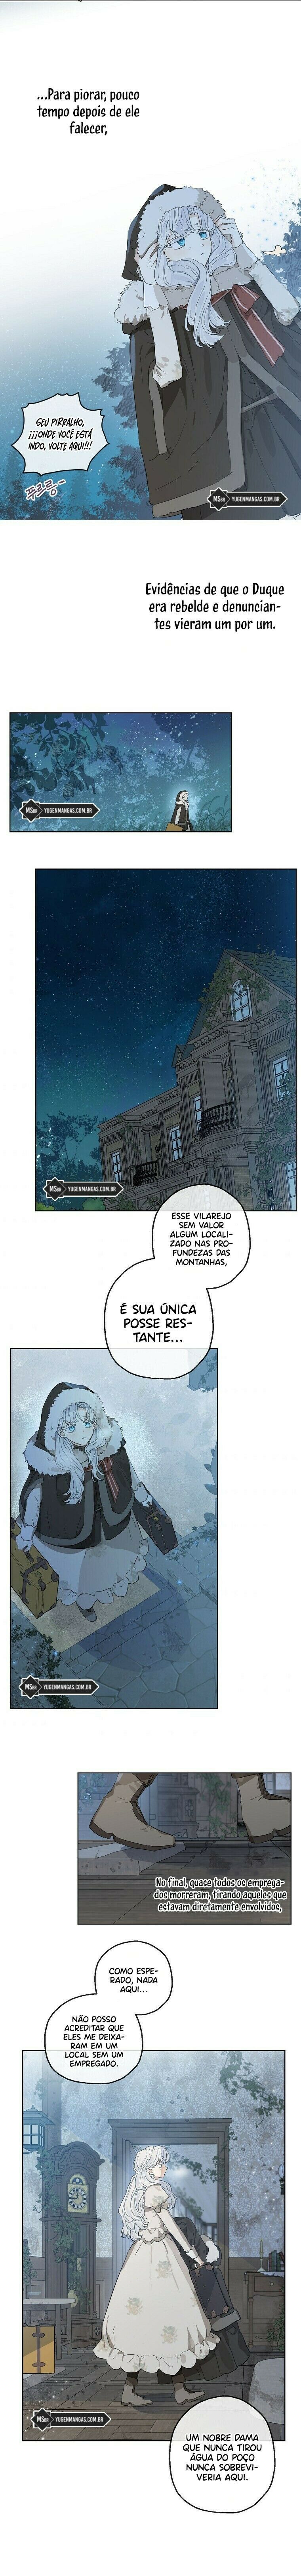 ...Para piorar, pouco
tempo depois de ele
falecer,
SEU PIRRALHO,
¡¡¡ONDE VOCÊ ESTÁ
INDO, VOLTE AQUI!!!
MSan YUGENMANGAS.COM.BR
Evidências de que o Duque
era rebelde e denuncian-
tes vieram um por um.
MSan YUGENMANGAS.COM.BR
MSan YUGENMANGAS.COM.BR
ESSE VILAREJO
SEM VALOR
ALGUM LOCALI-
ZADO NAS PRO-
FUNDEZAS DAS
MONTANHAS,
É SUA ÚNICA
POSSE RES-
TANTE...
MSan YUGENMANGAS.COM.BR
No final, quase todos os emprega-
dos morreram, tirando aqueles que
estavam diretamente envolvidos,
COMO ESPE-
RADO, NADA
AQUI...
NÃO POSSO
ACREDITAR QUE
ELES ME DEIXA-
RAM EM UM
LOCAL SEM UM
EMPREGADO.
MSan YUGENMANGAS.COM.BR
UM NOBRE DAMA
QUE NUNCA TIROU
ÁGUA DO POÇO
NUNCA SOBREVI-
VERIA AQUI.